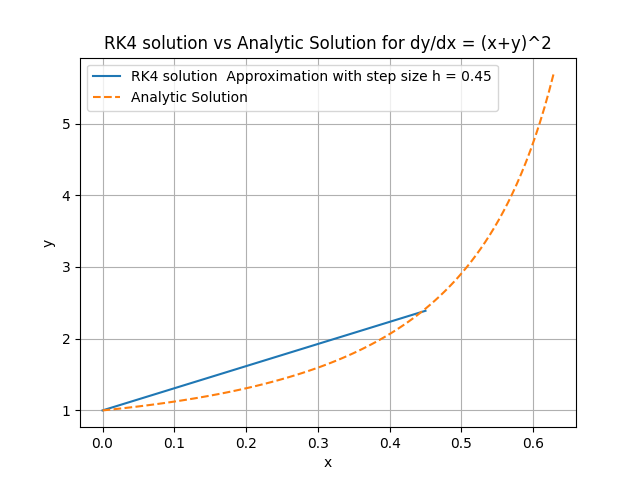 RK4 solution vs Analytic Solution for dy/dx = (x+y)^2
RK4 solution  Approximation with step size h = 0.45
Analytic Solution
5
4
3
2
1
y
0.0 0.1 0.2 0.3 0.4 0.5 0.6
x